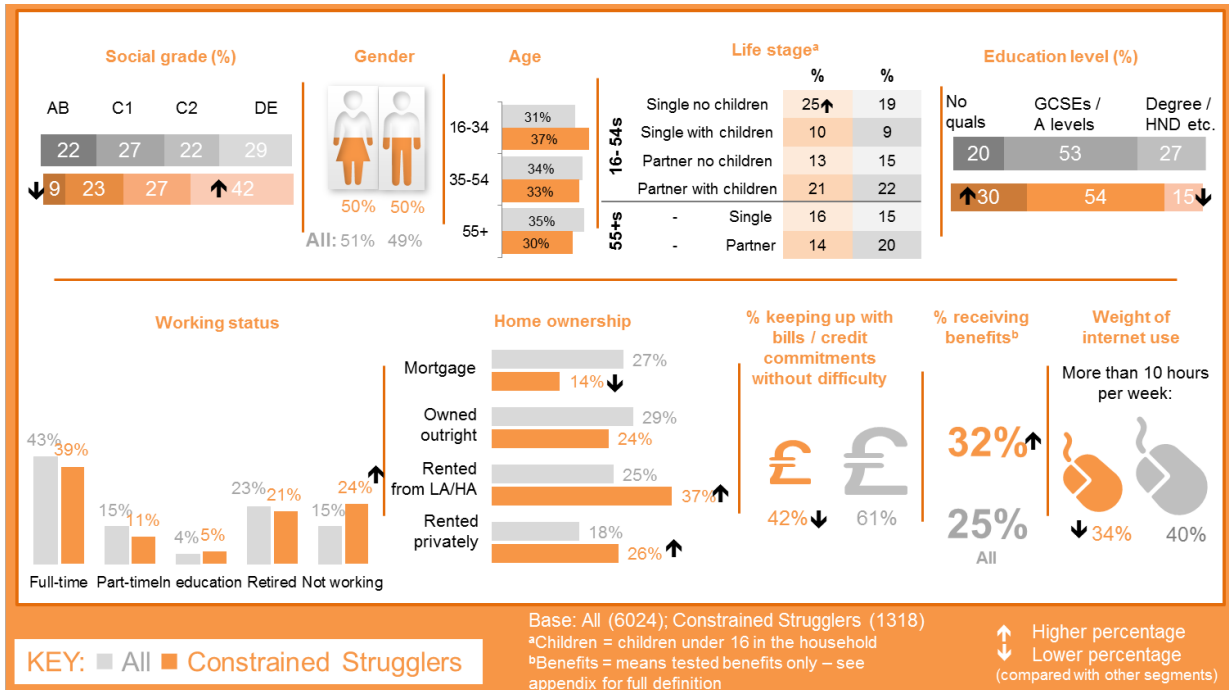 Social grade (%)
AB C1 C2 DE
22 27 22 29
9 23 27 42
Gender
50% 50%
All: 51% 49%
Age
16-34 31%
37%
35-54 34%
33%
55+ 35%
30%
Life stageᵃ
% %
16- 54s
Single no children 25 19
Single with children 10 9
Partner no children 13 15
Partner with children 21 22
55+s
- Single 16 15
- Partner 14 20
Education level (%)
No quals
GCSEs / A levels
Degree / HND etc.
20 53 27
30 54 15
Working status
43% 39%
15% 11%
4% 5%
23% 21%
15% 24%
Full-time Part-time In education Retired Not working
Home ownership
Mortgage 27%
14%
Owned outright 29%
24%
Rented from LA/HA 25%
37%
Rented privately 18%
26%
% keeping up with
bills / credit
commitments
without difficulty
££
42% 61%
% receiving
benefitsᵇ
32%
25%
All
Weight of
internet use
More than 10 hours
per week:
34% 40%
KEY: All Constrained Strugglers
Base: All (6024); Constrained Strugglers (1318)
ᵃChildren = children under 16 in the household
ᵇBenefits = means tested benefits only – see
appendix for full definition
Higher percentage
Lower percentage
(compared with other segments)